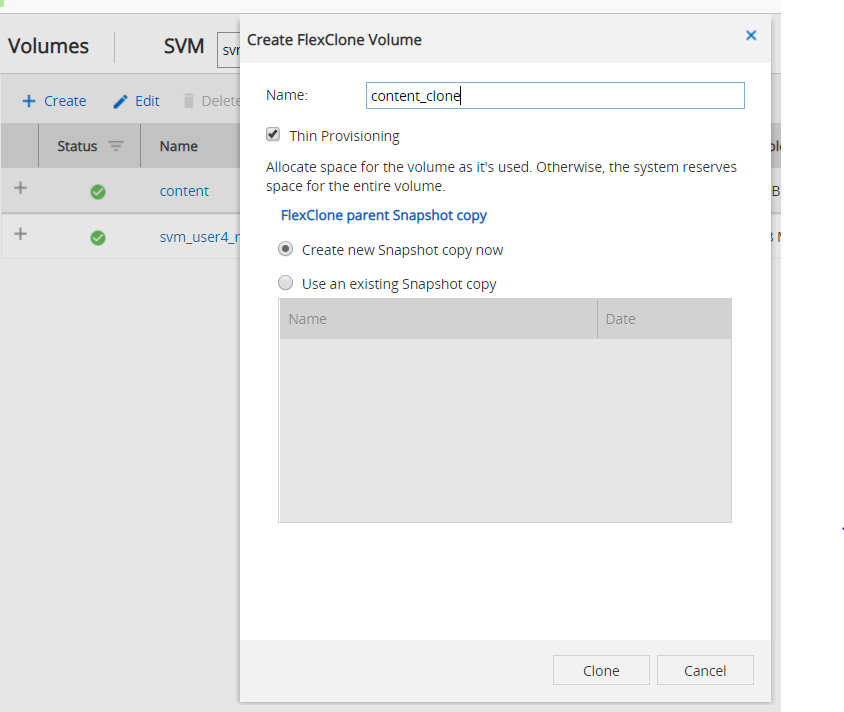 Volumes
SVM
Create FlexClone Volume
Create
Edit
Delete
Name:
content_clone
Thin Provisioning
Status
Name
Allocate space for the volume as it's used. Otherwise, the system reserves
space for the entire volume.
content
FlexClone parent Snapshot copy
svm_user4_r
Create new Snapshot copy now
Use an existing Snapshot copy
Name
Date
Clone
Cancel